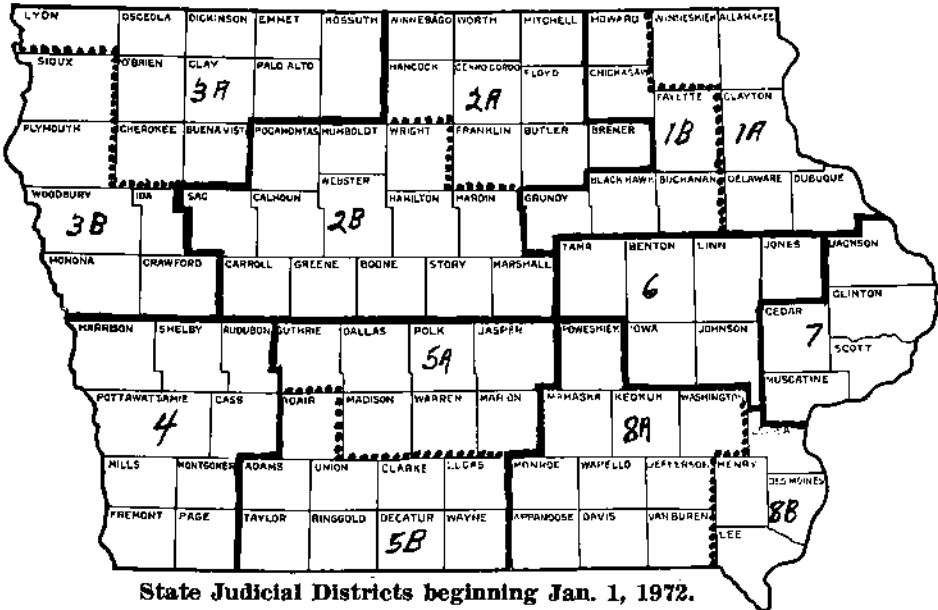 LYON OSCEOLA DICKINSON EMMET KOSSUTH WINNEBAGO WORTH MITCHELL HOWARD WINNESHIEK ALLAMAKEE
SIOUX O'BRIEN CLAY PALO ALTO HANCOCK CERRO GORDO FLOYD CHICKASAW
3A 2A
PLYMOUTH CHEROKEE BUENA VIST POCAHONTAS HUMBOLDT WRIGHT FRANKLIN BUTLER BREMER FAYETTE CLAYTON
1B 1A
WOODBURY IDA SAC CALHOUN WEBSTER HAMILTON HARDIN GRUNDY BLACK HAWK BUCHANAN DELAWARE DUBUQUE
3B 2B
MONONA CRAWFORD CARROLL GREENE BOONE STORY MARSHALL TAMA BENTON LINN JONES JACKSON
6
CLINTON
HARRISON SHELBY AUDUBON GUTHRIE DALLAS POLK JASPER POWESHIEK IOWA JOHNSON CEDAR
5A 7
SCOTT
MUSCATINE
POTTAWATTAMIE CASS ADAIR MADISON WARREN MARION MAHASKA KEOKUK WASHINGTON
4 8A
MILLS MONTGOMER ADAMS UNION CLARKE LUCAS MONROE WAPELLO JEFFERSON HENRY
DES MOINES
8B
FREMONT PAGE TAYLOR RINGGOLD DECATUR WAYNE APPANOOSE DAVIS VAN BUREN
LEE
5B
State Judicial Districts beginning Jan. 1, 1972.